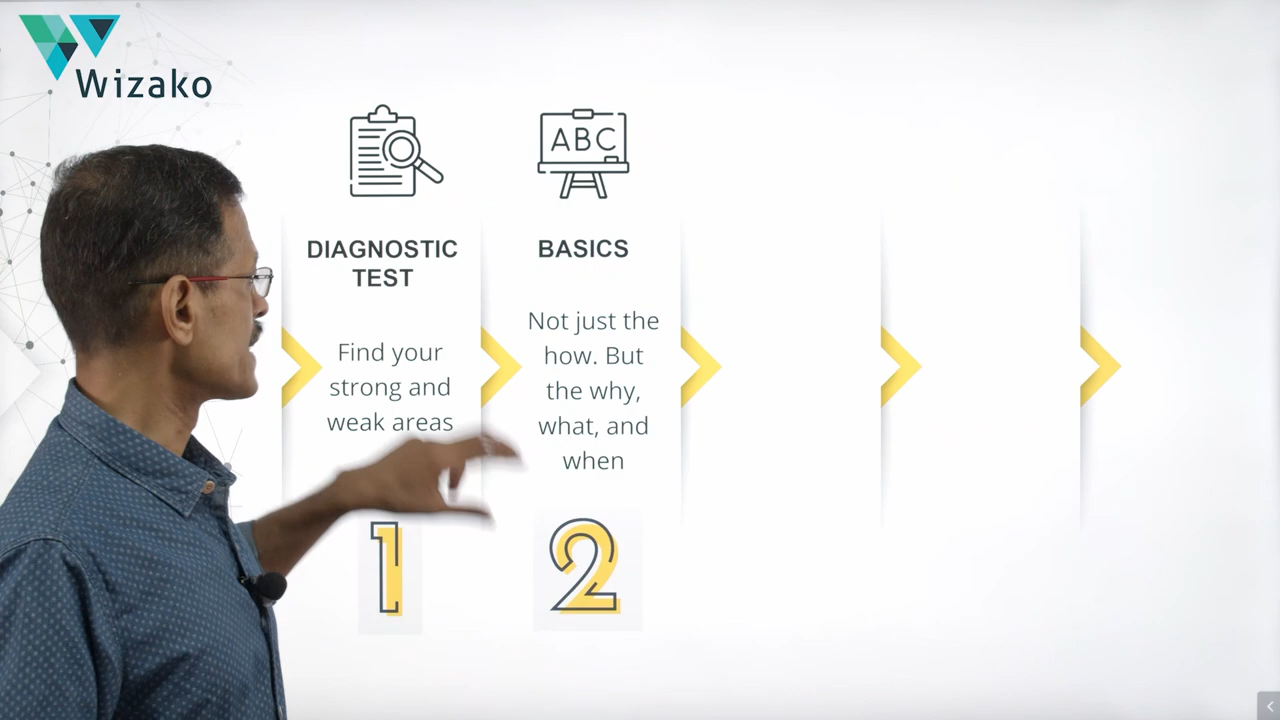 Wizako
ABC
DIAGNOSTIC
TEST
Find your
strong and
weak areas
1
BASICS
Not just the
how. But
the why,
what, and
when
2